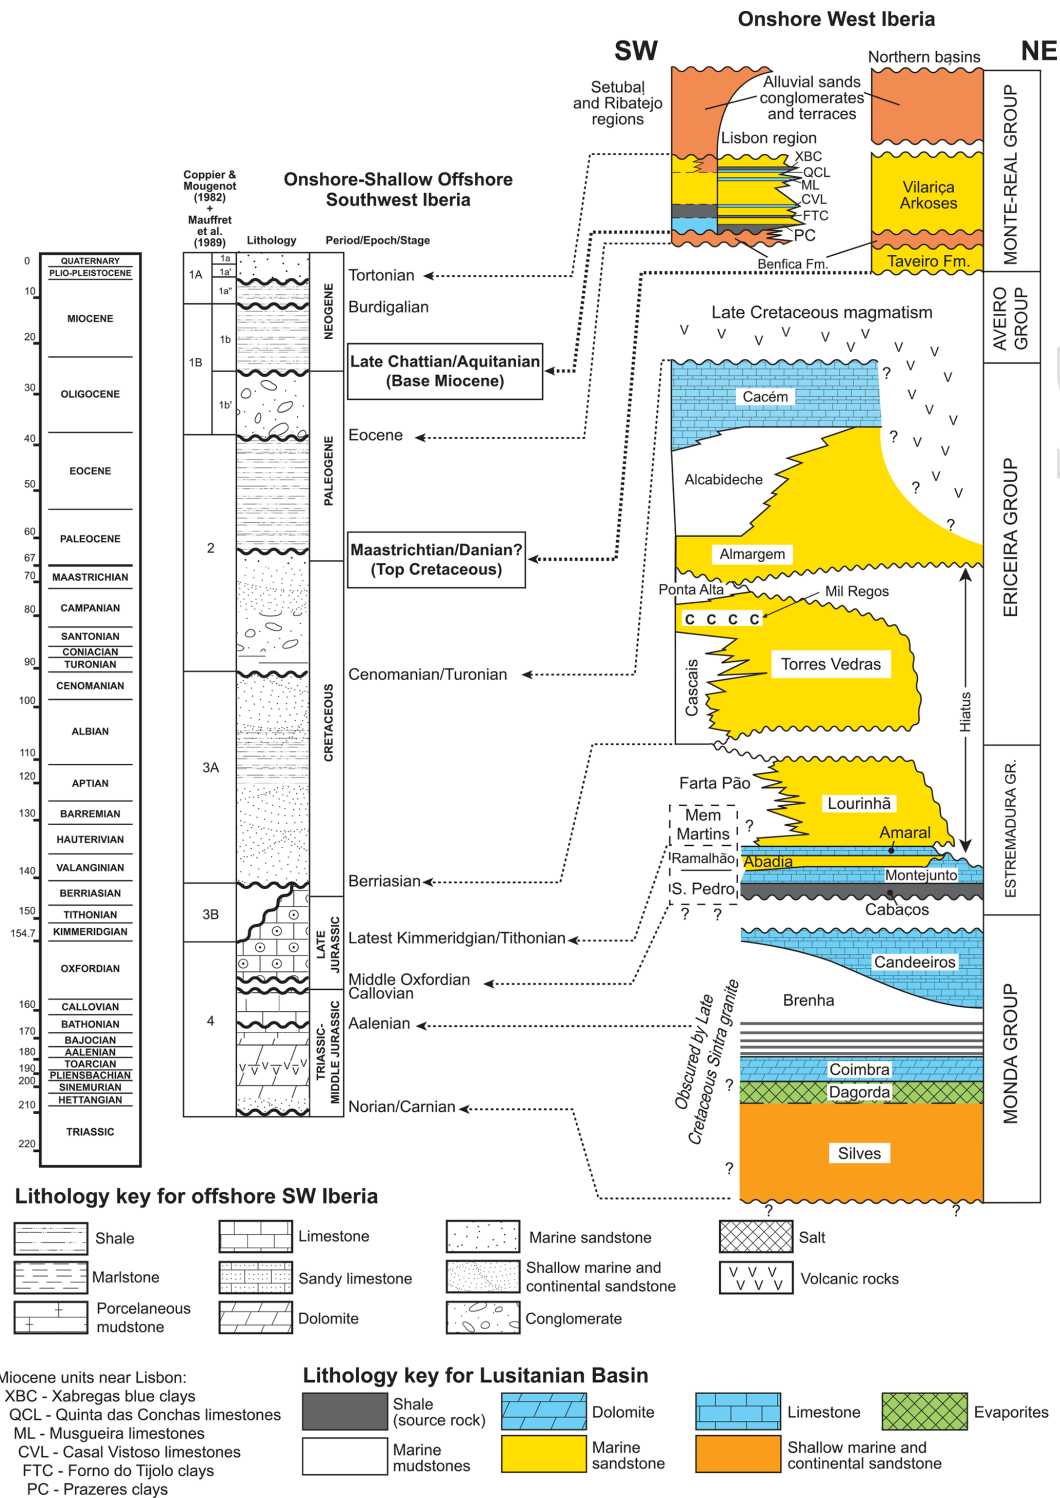 Onshore West Iberia
SW
NE
Northern basins
Setubal
and Ribatejo
regions
Alluvial sands
conglomerates
and terraces
Lisbon region
XBC
QCL
ML
CVL
FTC
PC
Benfica Fm.
Vilariça
Arkoses
Taveiro Fm.
MONTE-REAL GROUP
Late Cretaceous magmatism
V V V V V V
V
V
V
V
V
V
V
AVEIRO
GROUP
Cacém
?
?
?
?
Alcabideche
Almargem
Ponta Alta
Mil Regos
C C C C
Torres Vedras
Cascais
Hiatus
ERICEIRA GROUP
Farta Pão
Lourinhã
Mem
Martins
?
Amaral
Ramalhão
Abadia
Montejunto
S. Pedro
Cabaços
? ?
ESTREMADURA GR.
Candeeiros
Brenha
Obscured by Late
Cretaceous Sintra granite
Coimbra
?
Dagorda
Silves
?
? ?
MONDA GROUP
Coppier &
Mougenot
(1982)
+
Mauffret
et al.
(1989)
Onshore-Shallow Offshore
Southwest Iberia
Lithology
Period/Epoch/Stage
0
10
20
30
40
50
60
67
70
80
90
100
110
120
130
140
150
154.7
160
170
180
190
200
210
220
QUATERNARY
PLIO-PLEISTOCENE
MIOCENE
OLIGOCENE
EOCENE
PALEOCENE
MAASTRICHIAN
CAMPANIAN
SANTONIAN
CONIACIAN
TURONIAN
CENOMANIAN
ALBIAN
APTIAN
BARREMIAN
HAUTERIVIAN
VALANGINIAN
BERRIASIAN
TITHONIAN
KIMMERIDGIAN
OXFORDIAN
CALLOVIAN
BATHONIAN
BAJOCIAN
AALENIAN
TOARCIAN
PLIENSBACHIAN
SINEMURIAN
HETTANGIAN
TRIASSIC
1A
1a
1a'
1a"
1B
1b
1b'
2
3A
3B
4
V V V V V
NEOGENE
PALEOGENE
CRETACEOUS
LATE
JURASSIC
TRIASSIC-
MIDDLE JURASSIC
Tortonian
Burdigalian
Late Chattian/Aquitanian
(Base Miocene)
Eocene
Maastrichtian/Danian?
(Top Cretaceous)
Cenomanian/Turonian
Berriasian
Latest Kimmeridgian/Tithonian
Middle Oxfordian
Callovian
Aalenian
Norian/Carnian
Lithology key for offshore SW Iberia
Shale
Marlstone
Porcelaneous
mudstone
Limestone
Sandy limestone
Dolomite
Marine sandstone
Shallow marine and
continental sandstone
Conglomerate
Salt
V V V V
V V V
Volcanic rocks
Miocene units near Lisbon:
XBC - Xabregas blue clays
QCL - Quinta das Conchas limestones
ML - Musgueira limestones
CVL - Casal Vistoso limestones
FTC - Forno do Tijolo clays
PC - Prazeres clays
Lithology key for Lusitanian Basin
Shale
(source rock)
Marine
mudstones
Dolomite
Marine
sandstone
Limestone
Shallow marine and
continental sandstone
Evaporites